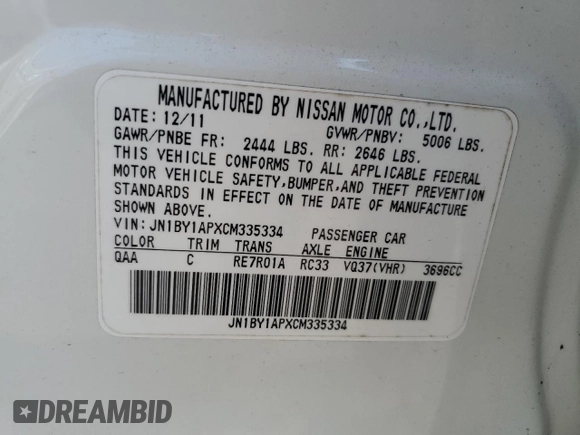 MANUFACTURED BY NISSAN MOTOR CO.,LTD.
DATE: 12/11 GVWR/PNBV: 5006 LBS.
GAWR/PNBE FR: 2444 LBS. RR: 2646 LBS.
THIS VEHICLE CONFORMS TO ALL APPLICABLE FEDERAL
MOTOR VEHICLE SAFETY,BUMPER,AND THEFT PREVENTION
STANDARDS IN EFFECT ON THE DATE OF MANUFACTURE
SHOWN ABOVE.
VIN: JN1BY1APXCM335334 PASSENGER CAR
COLOR TRIM TRANS AXLE ENGINE
QAA C RE7R01A RC33 VQ37(VHR) 3696CC
JN1BY1APXCM335334
DREAMBID